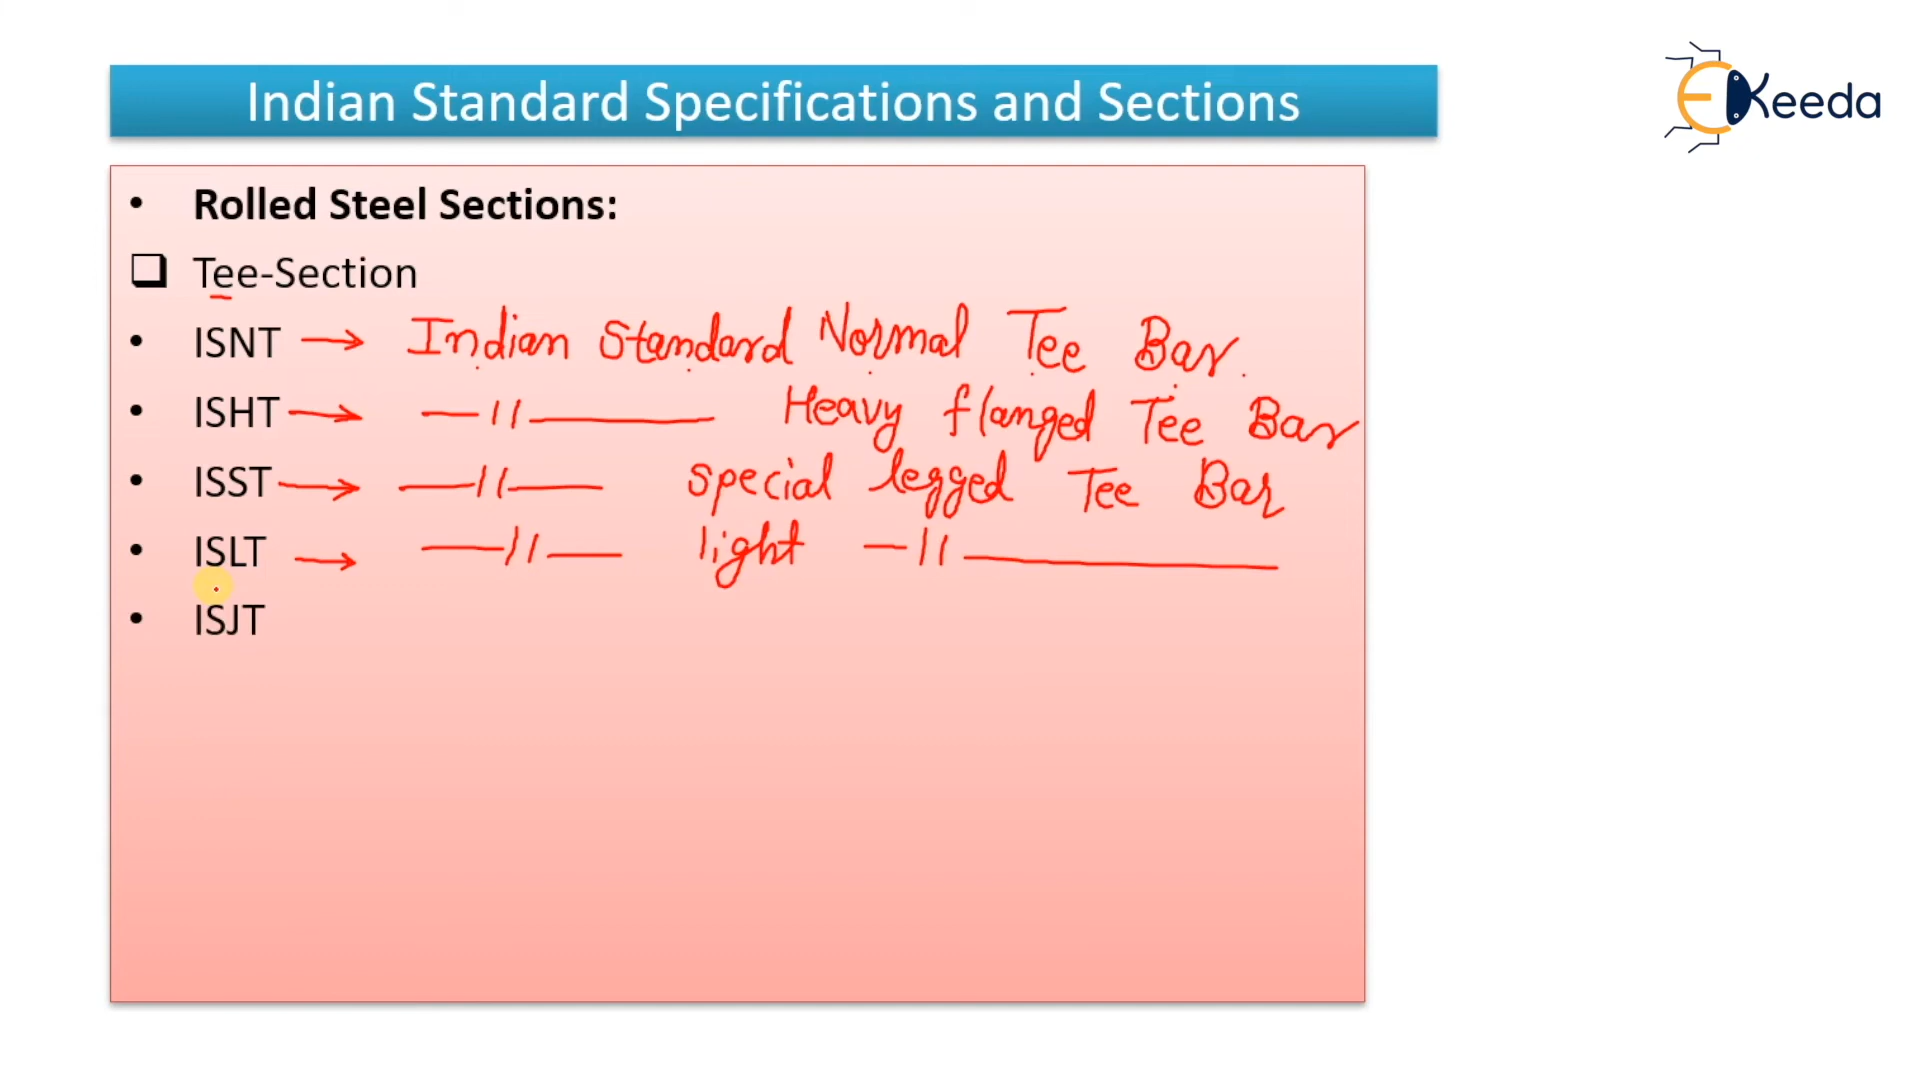 Indian Standard Specifications and Sections
EKeeda
• Rolled Steel Sections:
❑ Tee-Section
• ISNT → Indian Standard Normal Tee Bar.
• ISHT → —11— Heavy flanged Tee Bar
• ISST → —11— special legged Tee Bar
• ISLT → —11— light —11—
• ISJT